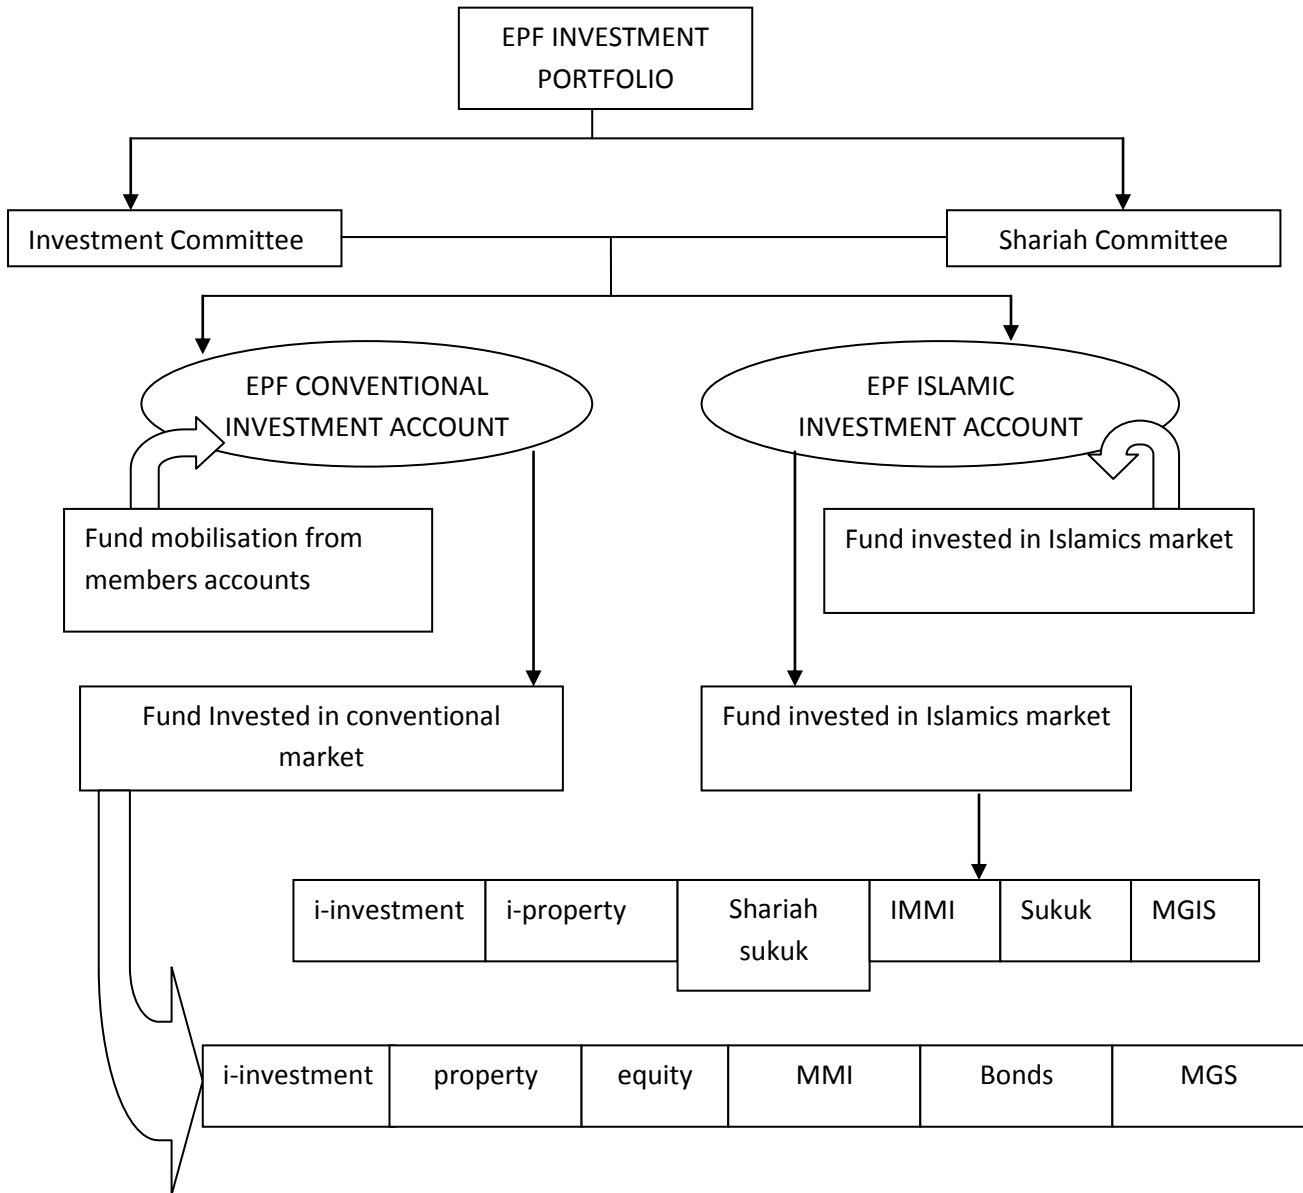 EPF INVESTMENT
PORTFOLIO
Investment Committee
Shariah Committee
EPF CONVENTIONAL
INVESTMENT ACCOUNT
EPF ISLAMIC
INVESTMENT ACCOUNT
Fund mobilisation from
members accounts
Fund invested in Islamics market
Fund Invested in conventional
market
Fund invested in Islamics market
i-investment
i-property
Shariah
sukuk
IMMI
Sukuk
MGIS
i-investment
property
equity
MMI
Bonds
MGS